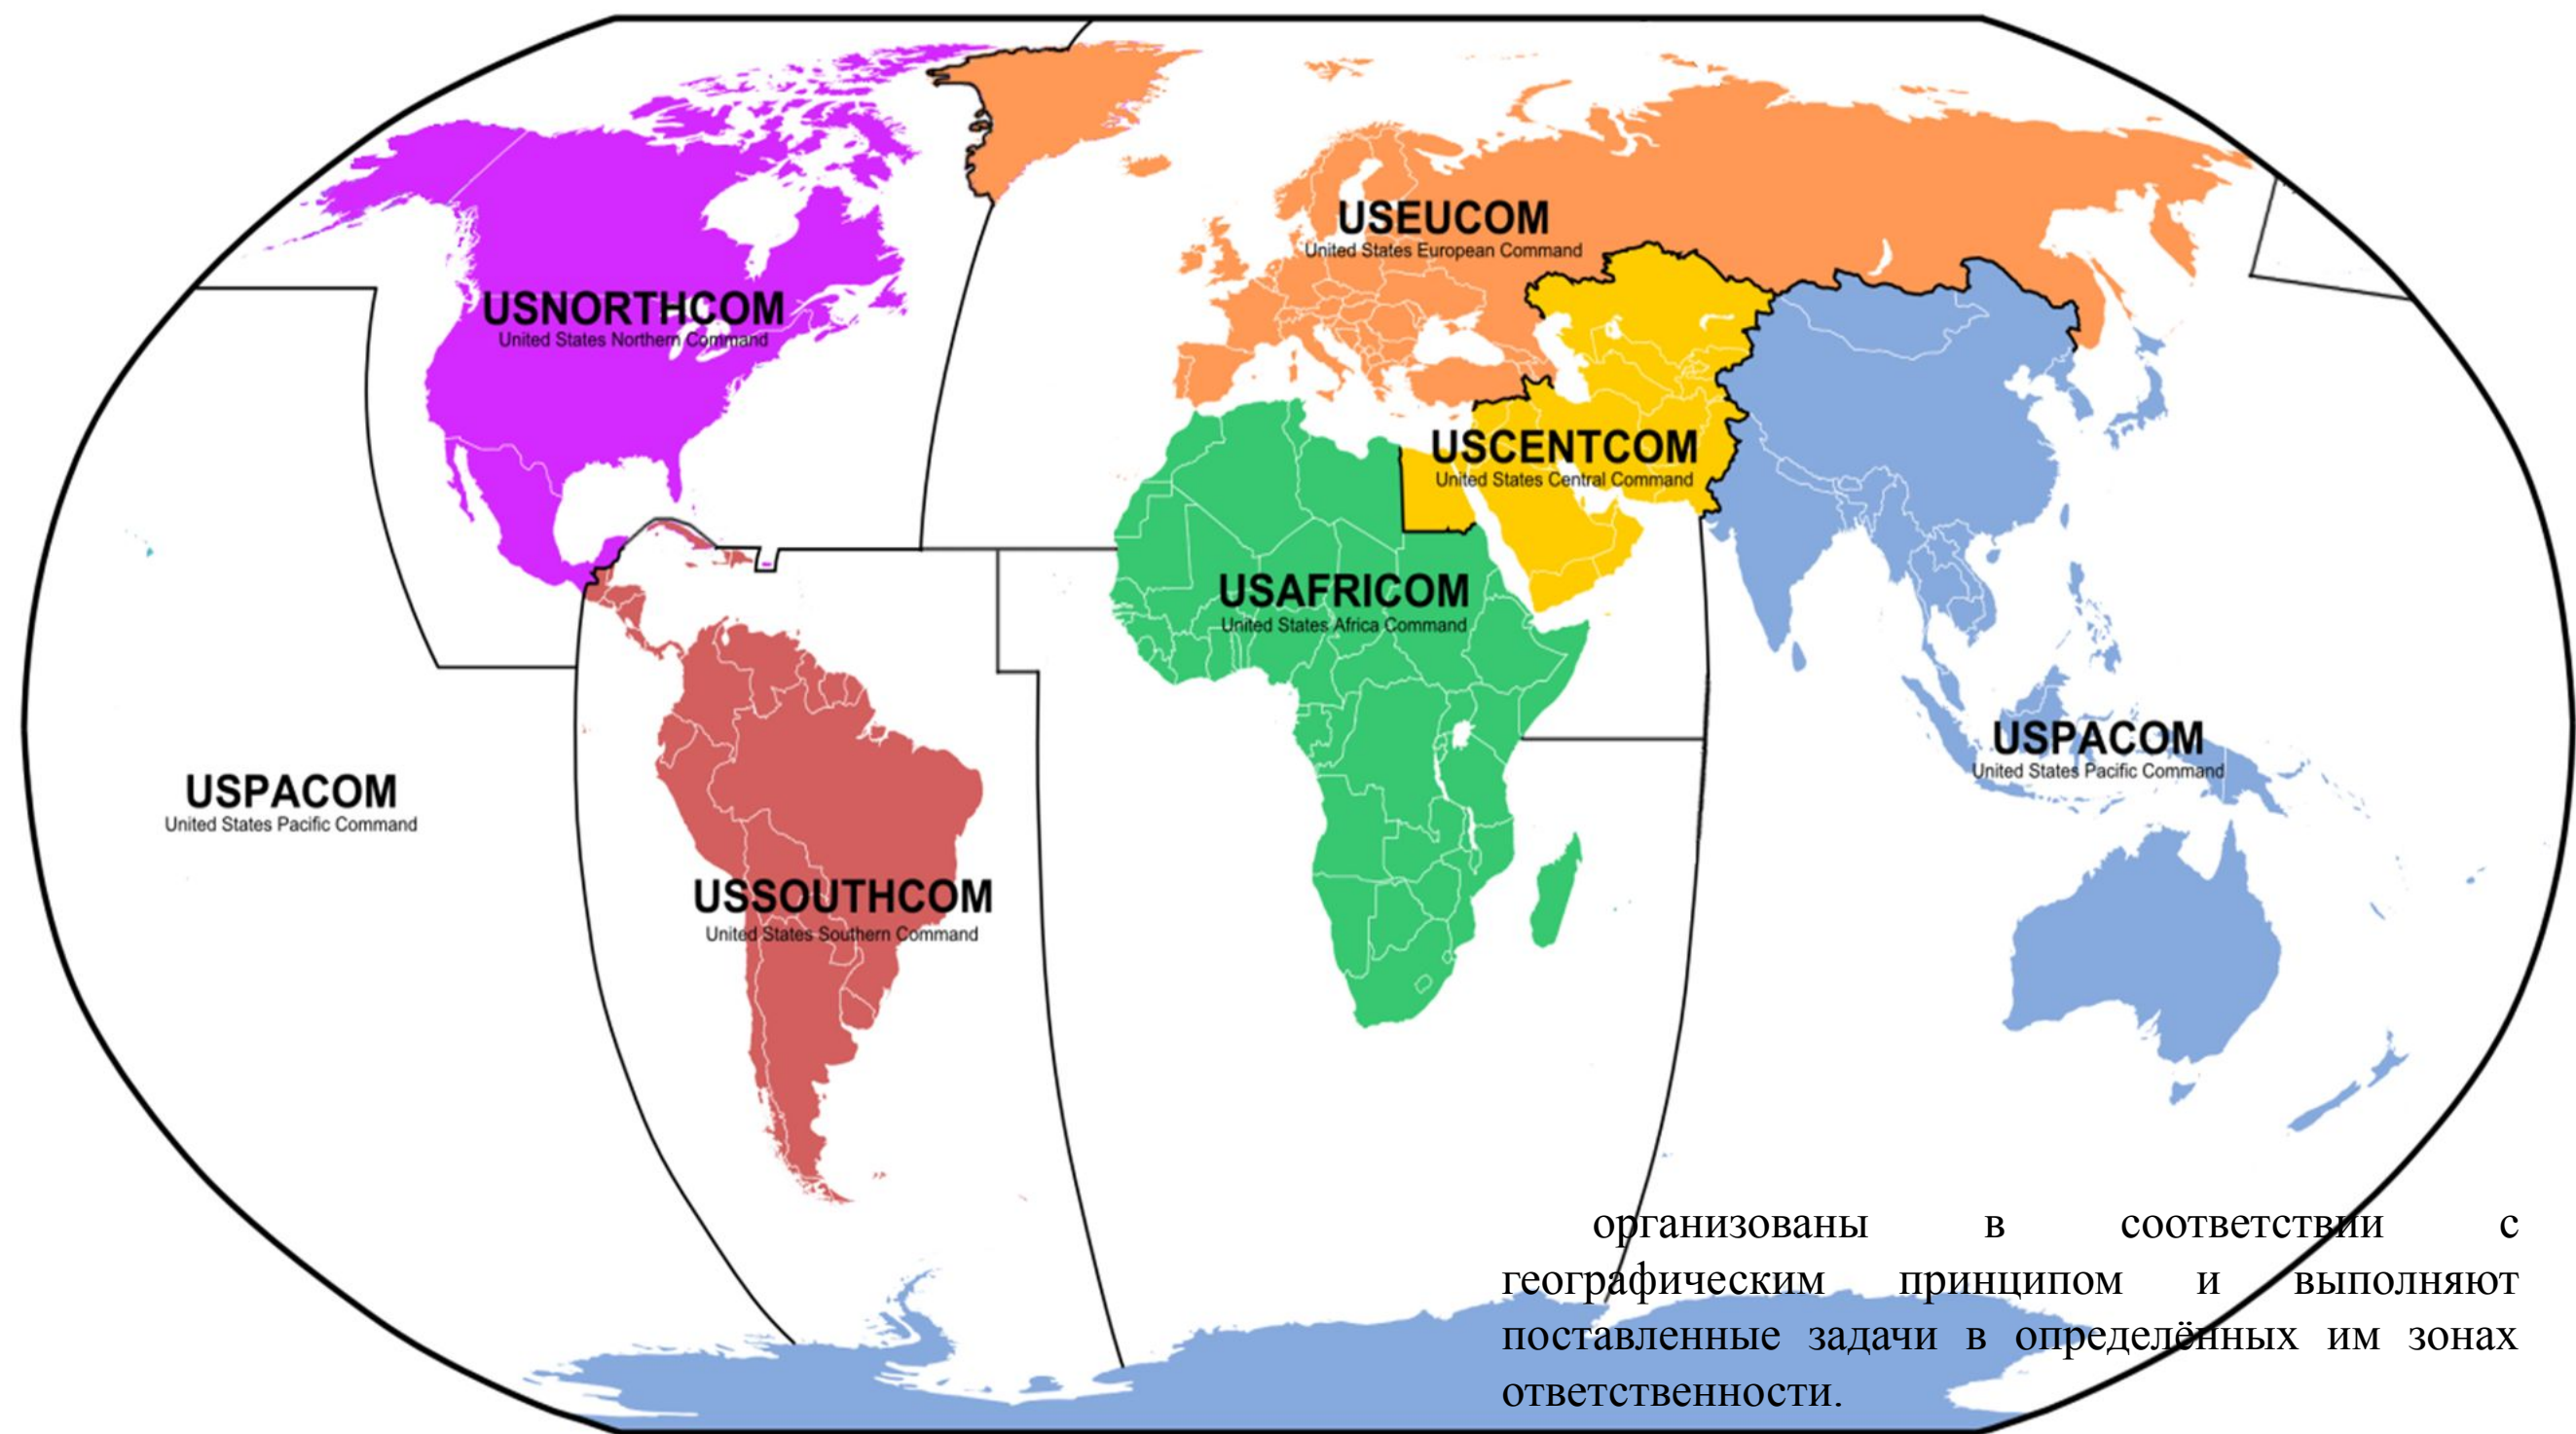 USEUCOM
United States European Command
USNORTHCOM
United States Northern Command
USCENTCOM
United States Central Command
USAFRICOM
United States Africa Command
USPACOM
United States Pacific Command
USPACOM
United States Pacific Command
USSOUTHCOM
United States Southern Command
организованы в соответствии с
географическим принципом и выполняют
поставленные задачи в определённых им зонах
ответственности.